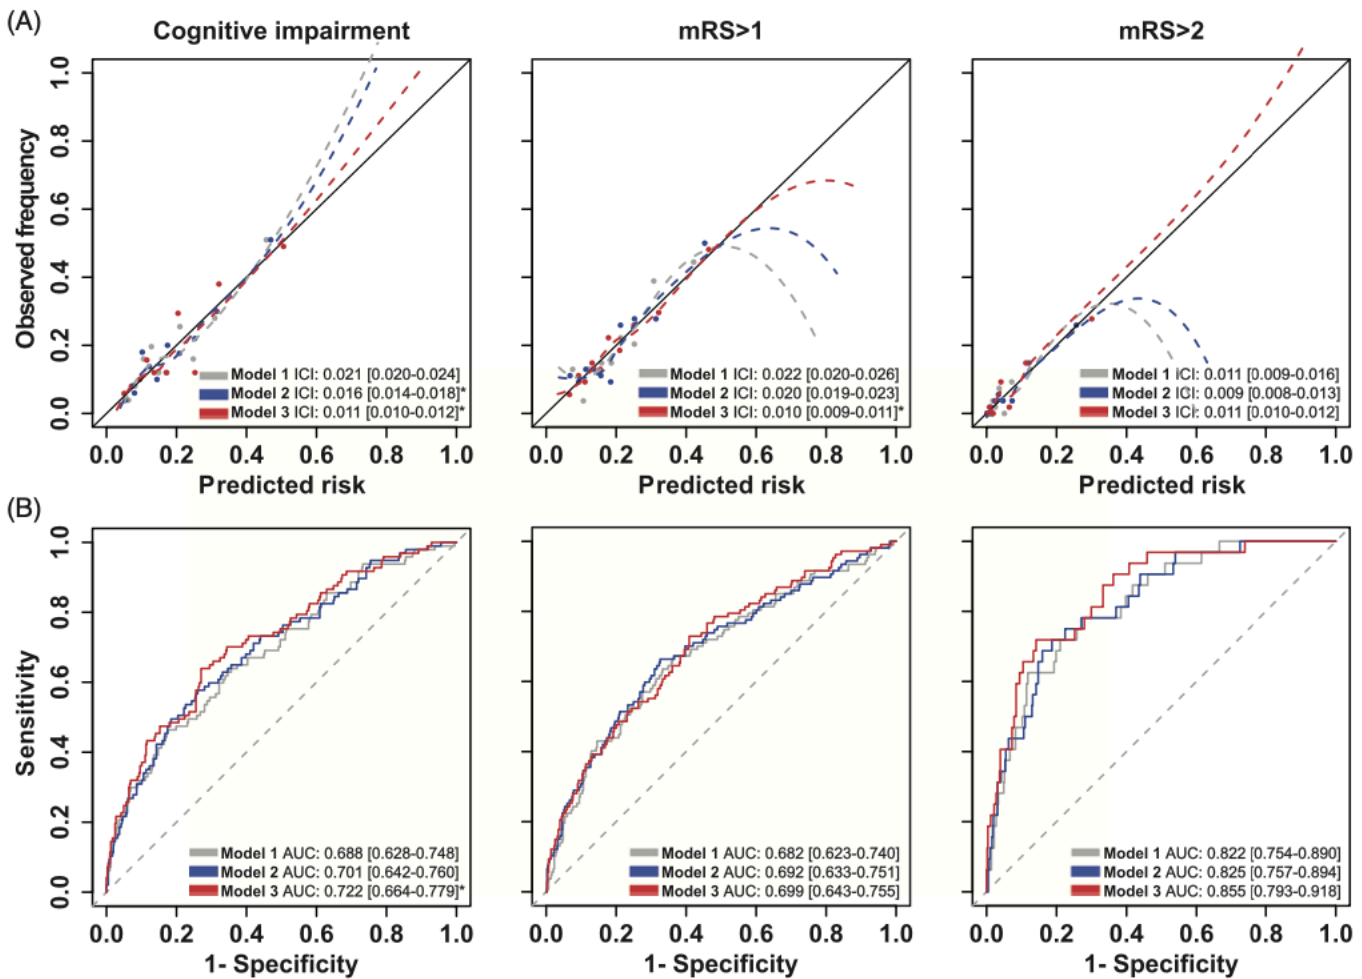 (A)
Cognitive impairment
mRS>1
mRS>2
Observed frequency
1.0
0.8
0.6
0.4
0.2
0.0
Model 1 ICI: 0.021 [0.020-0.024]
Model 2 ICI: 0.016 [0.014-0.018]*
Model 3 ICI: 0.011 [0.010-0.012]*
Model 1 ICI: 0.022 [0.020-0.026]
Model 2 ICI: 0.020 [0.019-0.023]
Model 3 ICI: 0.010 [0.009-0.011]*
Model 1 ICI: 0.011 [0.009-0.016]
Model 2 ICI: 0.009 [0.008-0.013]
Model 3 ICI: 0.011 [0.010-0.012]
0.0 0.2 0.4 0.6 0.8 1.0
0.0 0.2 0.4 0.6 0.8 1.0
0.0 0.2 0.4 0.6 0.8 1.0
Predicted risk
Predicted risk
Predicted risk
(B)
Sensitivity
1.0
0.8
0.6
0.4
0.2
0.0
Model 1 AUC: 0.688 [0.628-0.748]
Model 2 AUC: 0.701 [0.642-0.760]
Model 3 AUC: 0.722 [0.664-0.779]*
Model 1 AUC: 0.682 [0.623-0.740]
Model 2 AUC: 0.692 [0.633-0.751]
Model 3 AUC: 0.699 [0.643-0.755]
Model 1 AUC: 0.822 [0.754-0.890]
Model 2 AUC: 0.825 [0.757-0.894]
Model 3 AUC: 0.855 [0.793-0.918]
0.0 0.2 0.4 0.6 0.8 1.0
0.0 0.2 0.4 0.6 0.8 1.0
0.0 0.2 0.4 0.6 0.8 1.0
1- Specificity
1- Specificity
1- Specificity